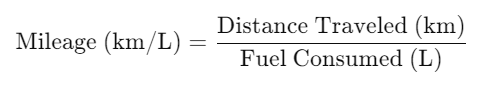 Mileage (km/L) = Distance Traveled (km) / Fuel Consumed (L)